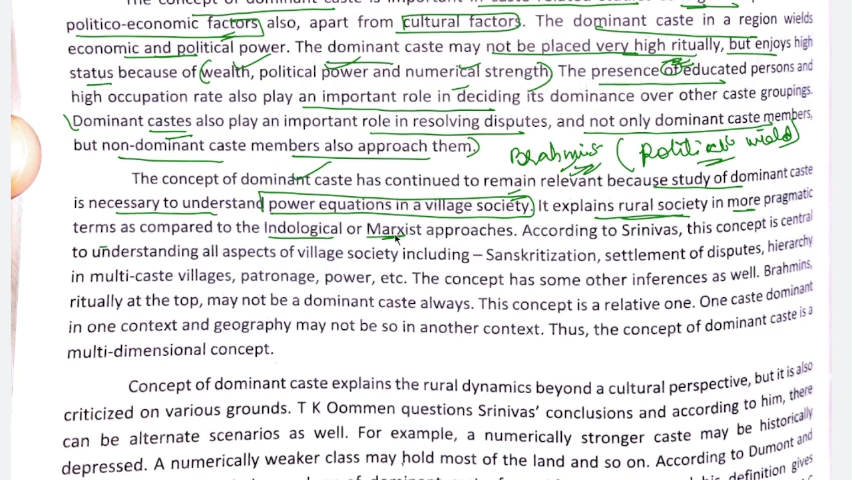 The concept of dominant caste is important in caste related studies
politico-economic factors also, apart from cultural factors. The dominant caste in a region wields
economic and political power. The dominant caste may not be placed very high ritually, but enjoys high
status because of wealth, political power and numerical strength. The presence of educated persons and
high occupation rate also play an important role in deciding its dominance over other caste groupings.
Dominant castes also play an important role in resolving disputes, and not only dominant caste members,
but non-dominant caste members also approach them.
Brahmins (Political wield)
The concept of dominant caste has continued to remain relevant because study of dominant caste
is necessary to understand power equations in a village society. It explains rural society in more pragmatic
terms as compared to the Indological or Marxist approaches. According to Srinivas, this concept is central
to understanding all aspects of village society including – Sanskritization, settlement of disputes, hierarchy
in multi-caste villages, patronage, power, etc. The concept has some other inferences as well. Brahmins,
ritually at the top, may not be a dominant caste always. This concept is a relative one. One caste dominant
in one context and geography may not be so in another context. Thus, the concept of dominant caste is a
multi-dimensional concept.
Concept of dominant caste explains the rural dynamics beyond a cultural perspective, but it is also
criticized on various grounds. T K Oommen questions Srinivas' conclusions and according to him, there
can be alternate scenarios as well. For example, a numerically stronger caste may be historically
depressed. A numerically weaker class may hold most of the land and so on. According to Dumont and
definition gives